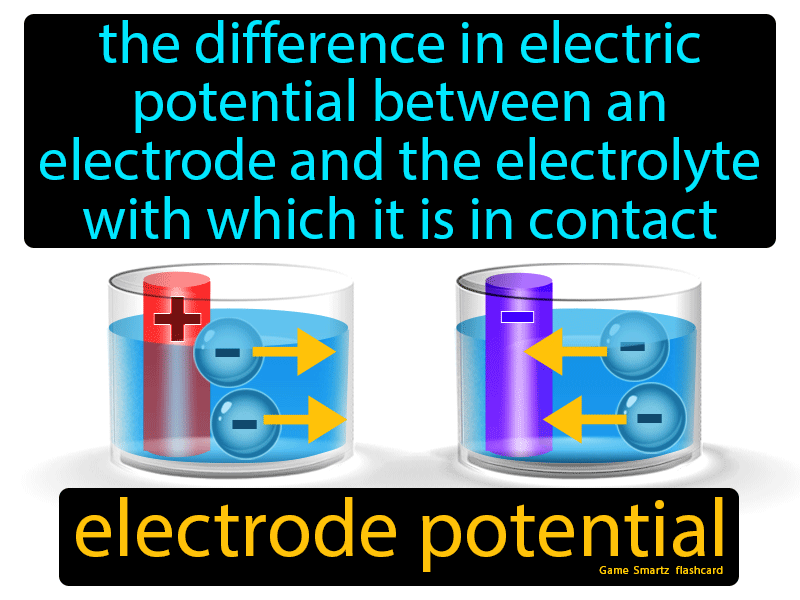 the difference in electric
potential between an
electrode and the electrolyte
with which it is in contact
+
-
-
-
-
-
electrode potential
Game Smartz flashcard